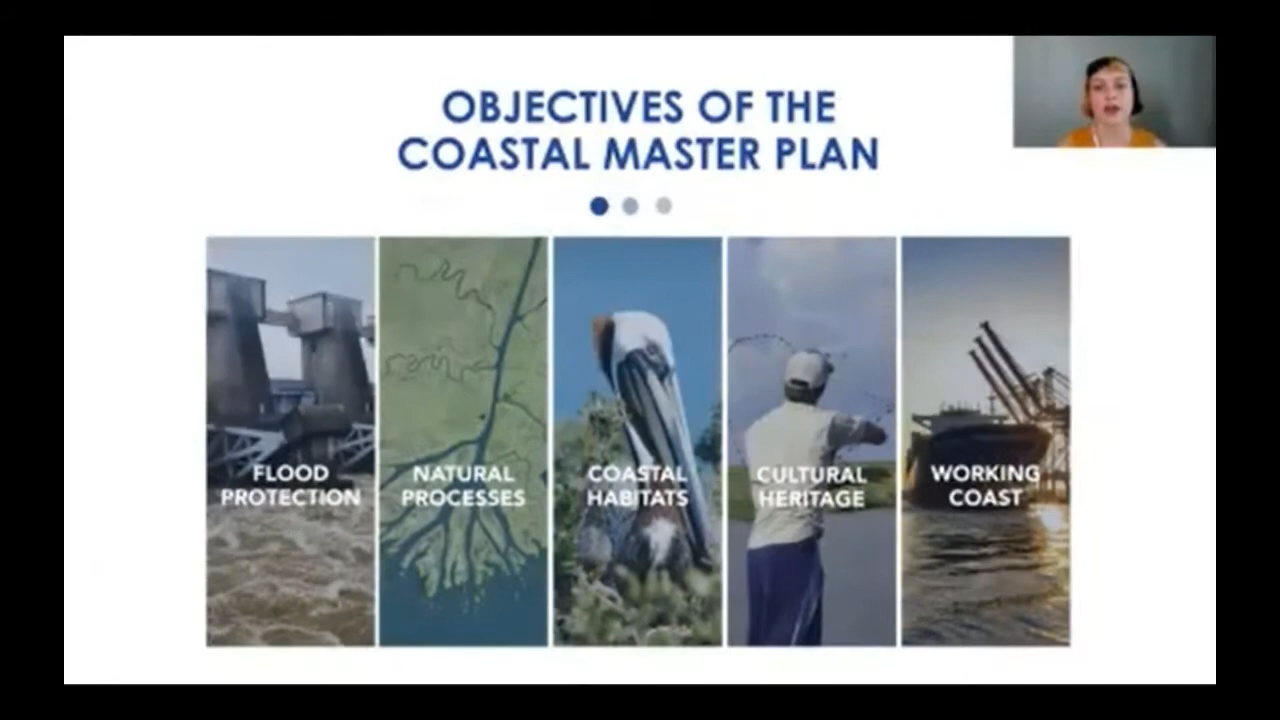 OBJECTIVES OF THE
COASTAL MASTER PLAN
FLOOD
PROTECTION
NATURAL
PROCESSES
COASTAL
HABITATS
CULTURAL
HERITAGE
WORKING
COAST